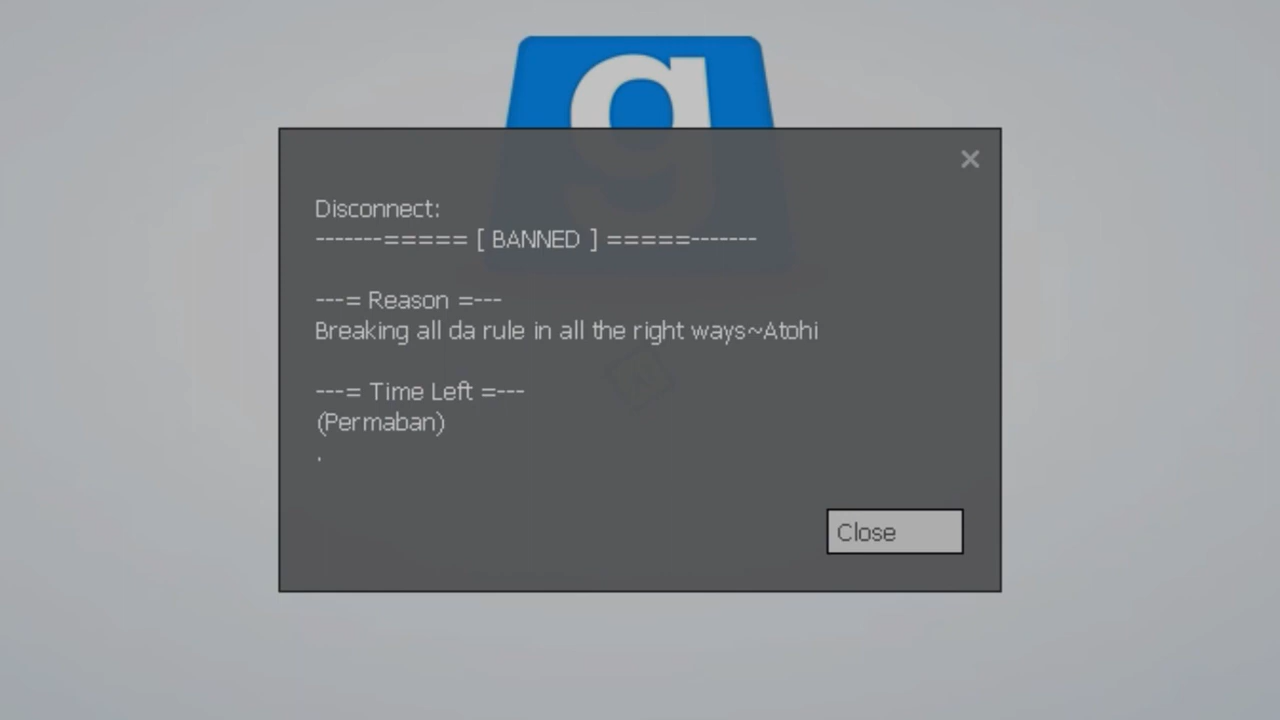 g
Disconnect:
-------===== [ BANNED ] =====-------
---= Reason =---
Breaking all da rule in all the right ways~Atohi
---= Time Left =---
(Permaban)
.
Close